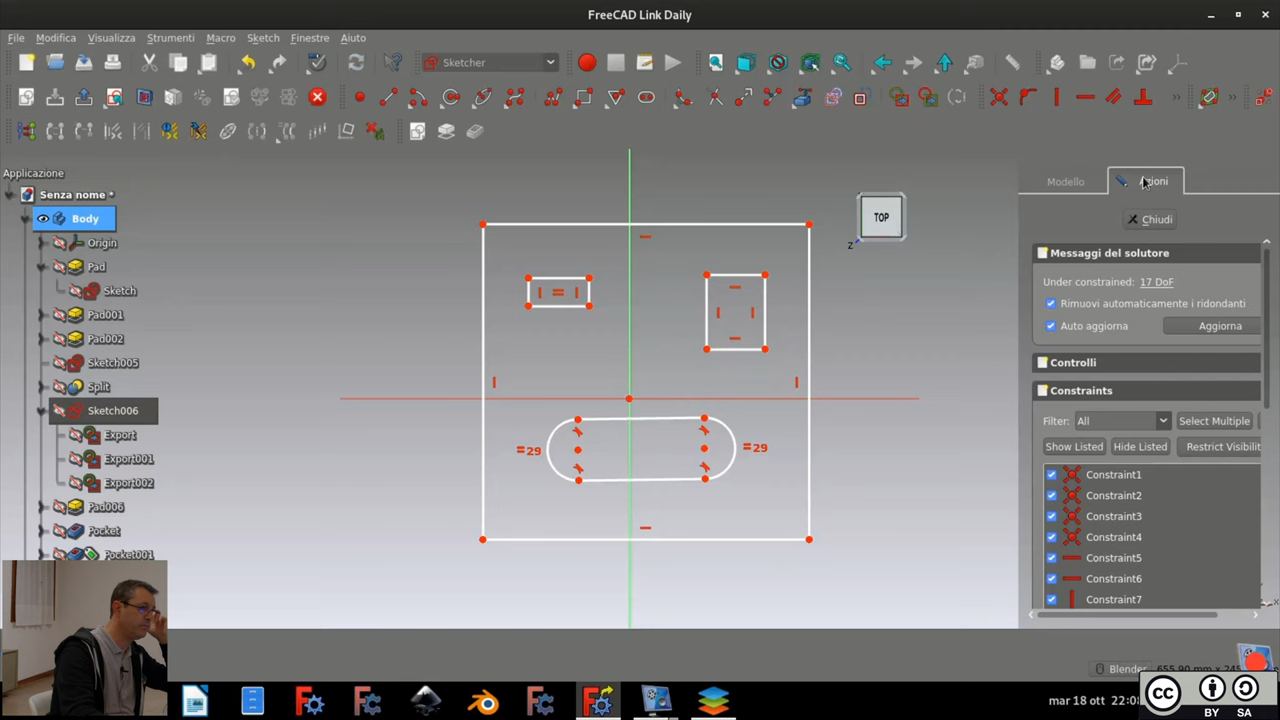 FreeCAD Link Daily
File Modifica Visualizza Strumenti Macro Sketch Finestre Aiuto
Sketcher
Applicazione
Senza nome *
Body
Origin
Pad
Sketch
Pad001
Pad002
Sketch005
Split
Sketch006
Export
Export001
Export002
Pad006
Pocket
Pocket001
TOP
Z
=29
=29
Modello
Chiudi
Messaggi del solutore
Under constrained: 17 DoF
Rimuovi automaticamente i ridondanti
Auto aggiorna Aggiorna
Controlli
Constraints
Filter: All Select Multiple
Show Listed Hide Listed Restrict Visibilit
Constraint1
Constraint2
Constraint3
Constraint4
Constraint5
Constraint6
Constraint7
Blender
mar 18 ott
CC
BY SA